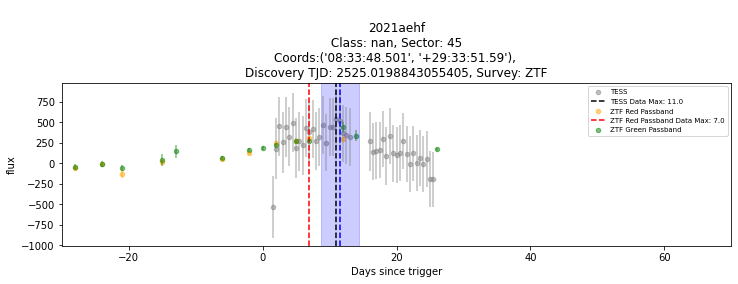 2021aehf
Class: nan, Sector: 45
Coords:('08:33:48.501', '+29:33:51.59'),
Discovery TJD: 2525.0198843055405, Survey: ZTF
TESS
TESS Data Max: 11.0
ZTF Red Passband
ZTF Red Passband Data Max: 7.0
ZTF Green Passband
flux
750
500
250
0
−250
−500
−750
−1000
−20
0
20
40
60
Days since trigger